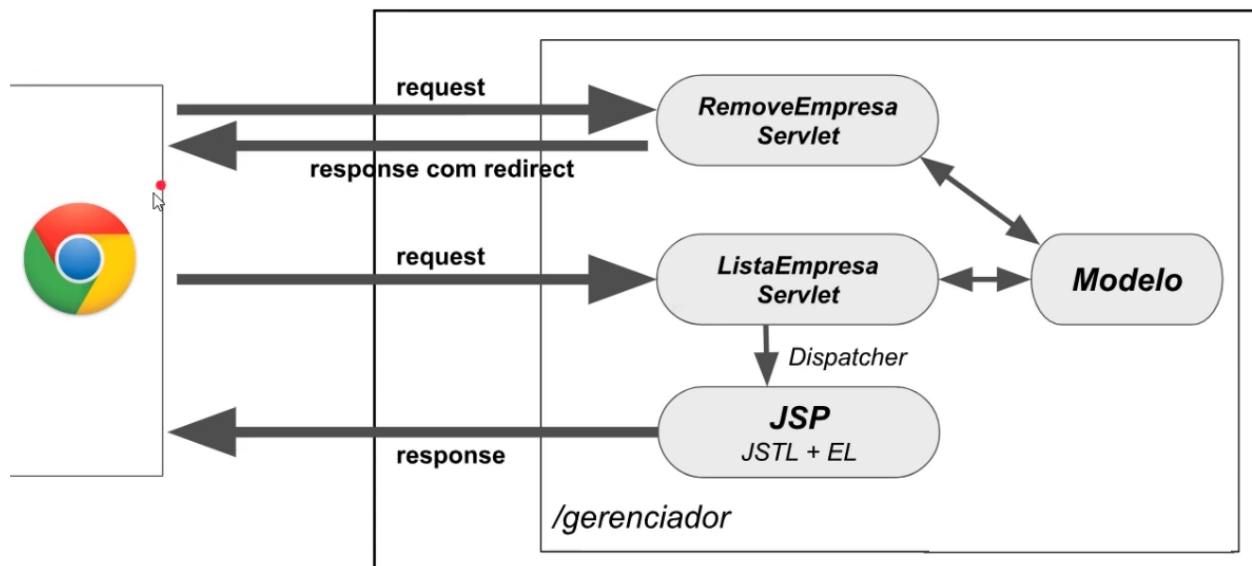 request
RemoveEmpresa
Servlet
response com redirect
request
ListaEmpresa
Servlet
Modelo
Dispatcher
JSP
JSTL + EL
response
/gerenciador